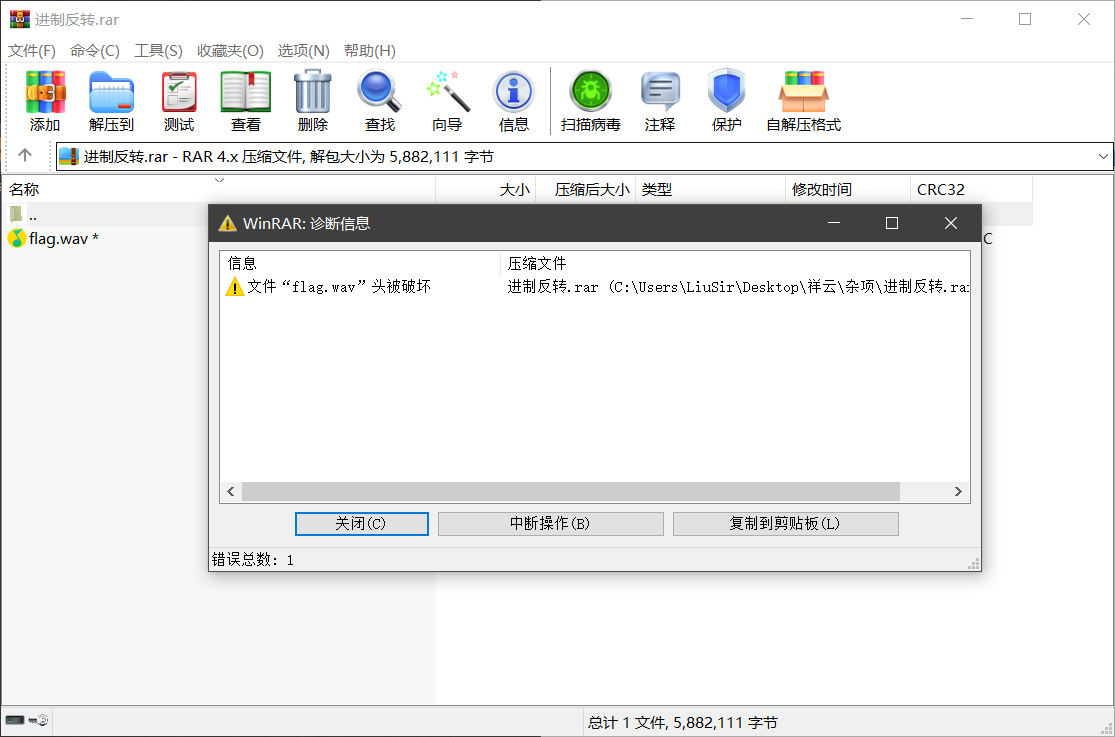 进制反转.rar
文件(F) 命令(C) 工具(S) 收藏夹(O) 选项(N) 帮助(H)
添加 解压到 测试 查看 删除 查找 向导 信息 扫描病毒 注释 保护 自解压格式
进制反转.rar - RAR 4.x 压缩文件, 解包大小为 5,882,111 字节
名称 大小 压缩后大小 类型 修改时间 CRC32
..
flag.wav * C
WinRAR: 诊断信息
信息 压缩文件
文件“flag.wav”头被破坏 进制反转.rar (C:\Users\LiuSir\Desktop\祥云\杂项\进制反转.ra
关闭(C) 中断操作(B) 复制到剪贴板(L)
错误总数: 1
总计 1 文件, 5,882,111 字节